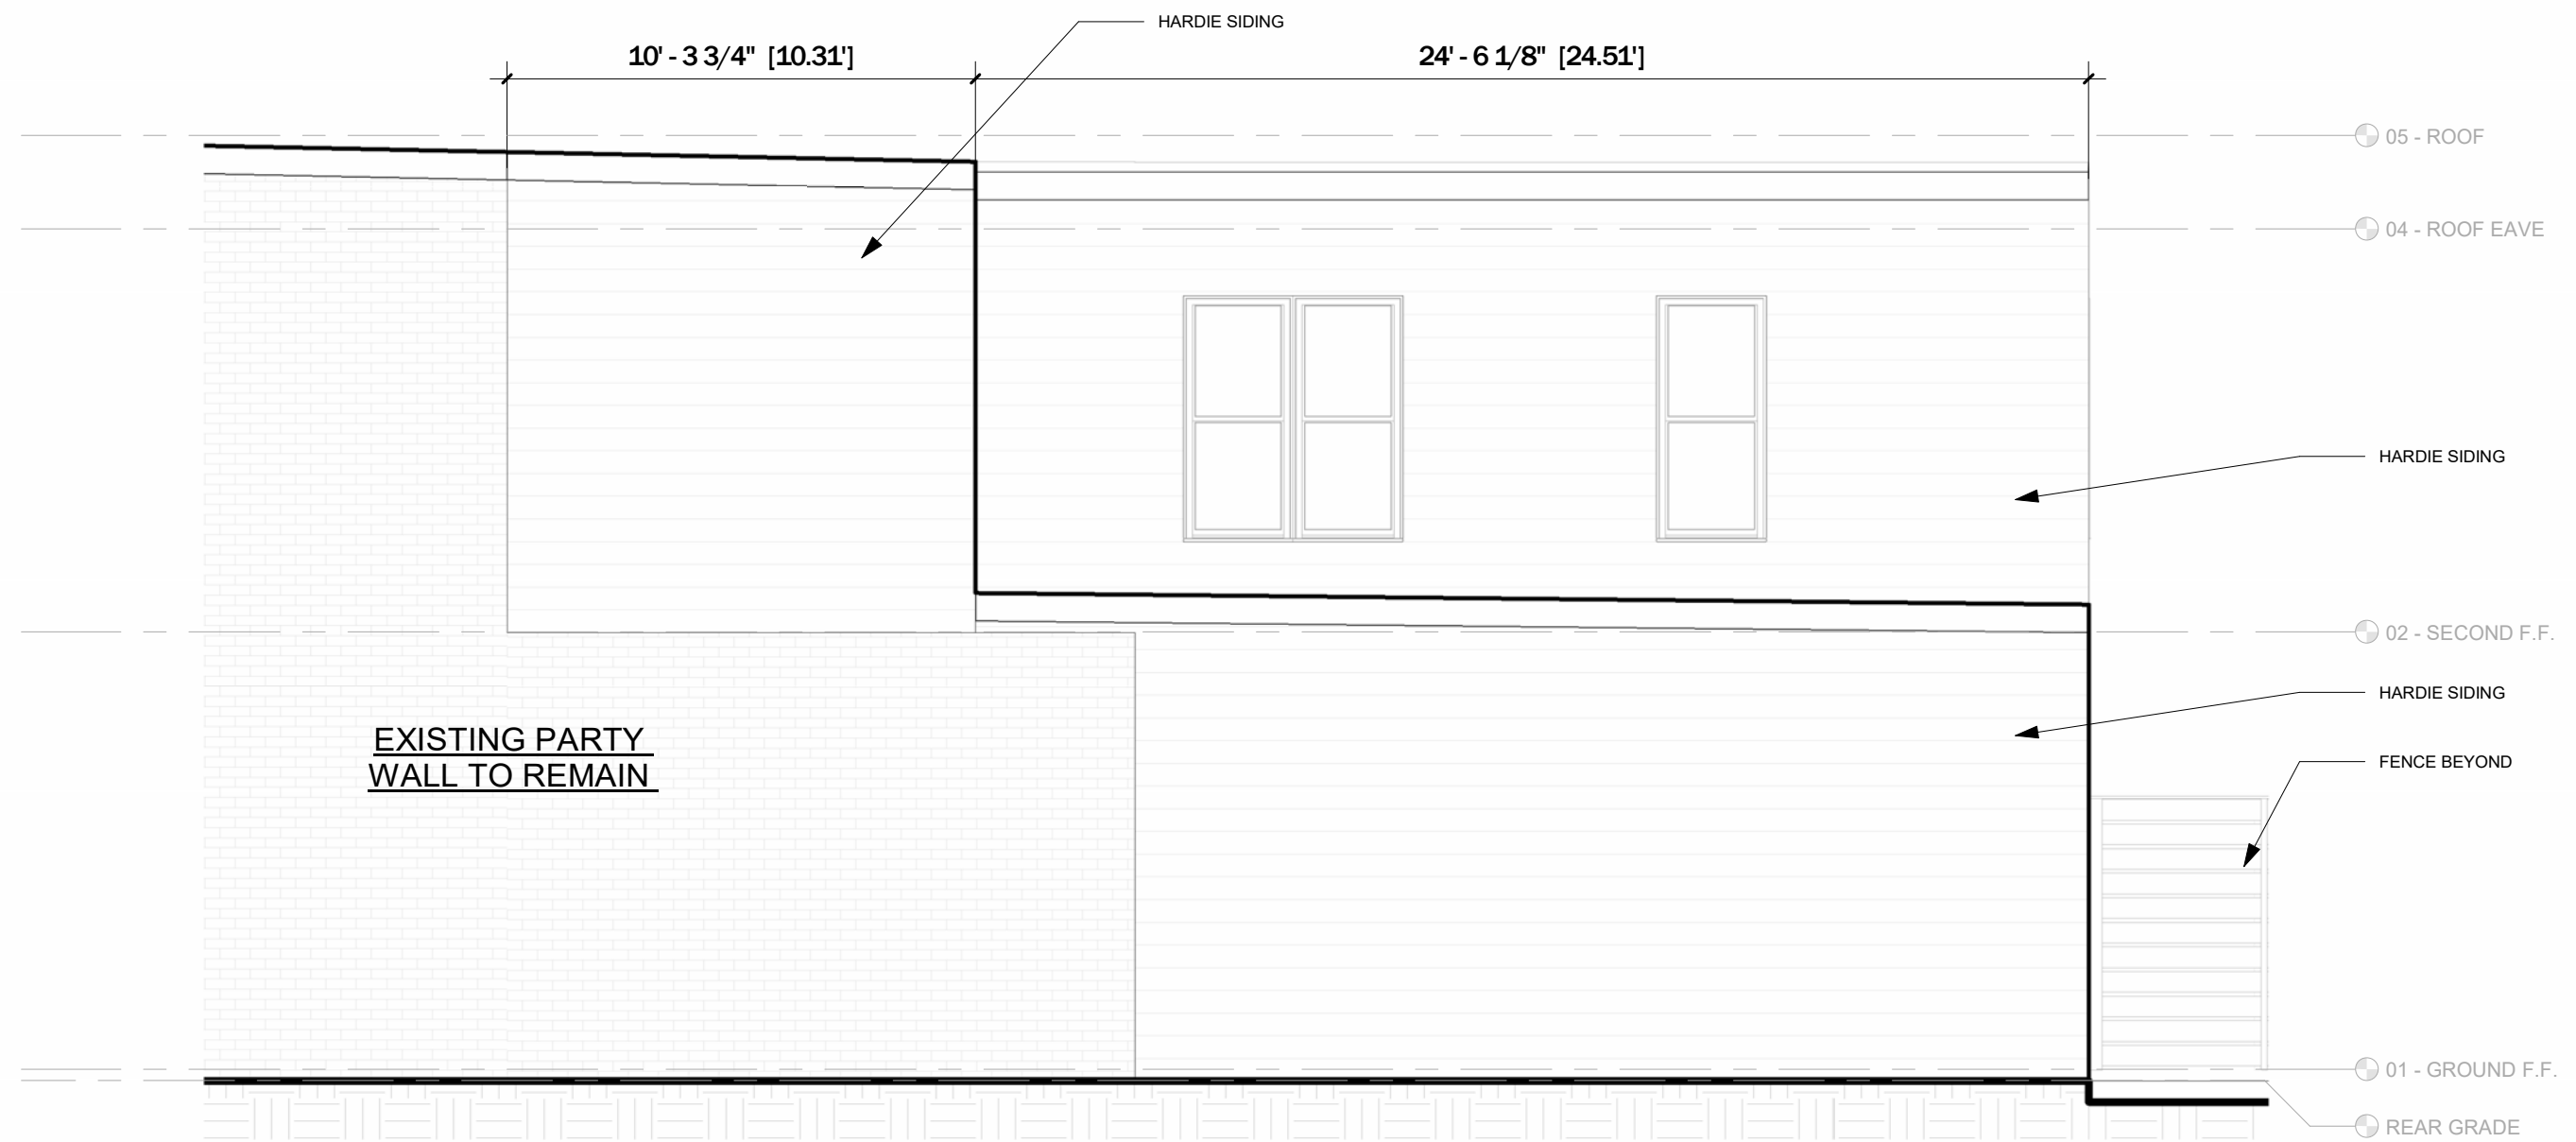 HARDIE SIDING
10' - 3 3/4" [10.31']
24' - 6 1/8" [24.51']
05 - ROOF
04 - ROOF EAVE
HARDIE SIDING
02 - SECOND F.F.
HARDIE SIDING
EXISTING PARTY
WALL TO REMAIN
FENCE BEYOND
01 - GROUND F.F.
REAR GRADE